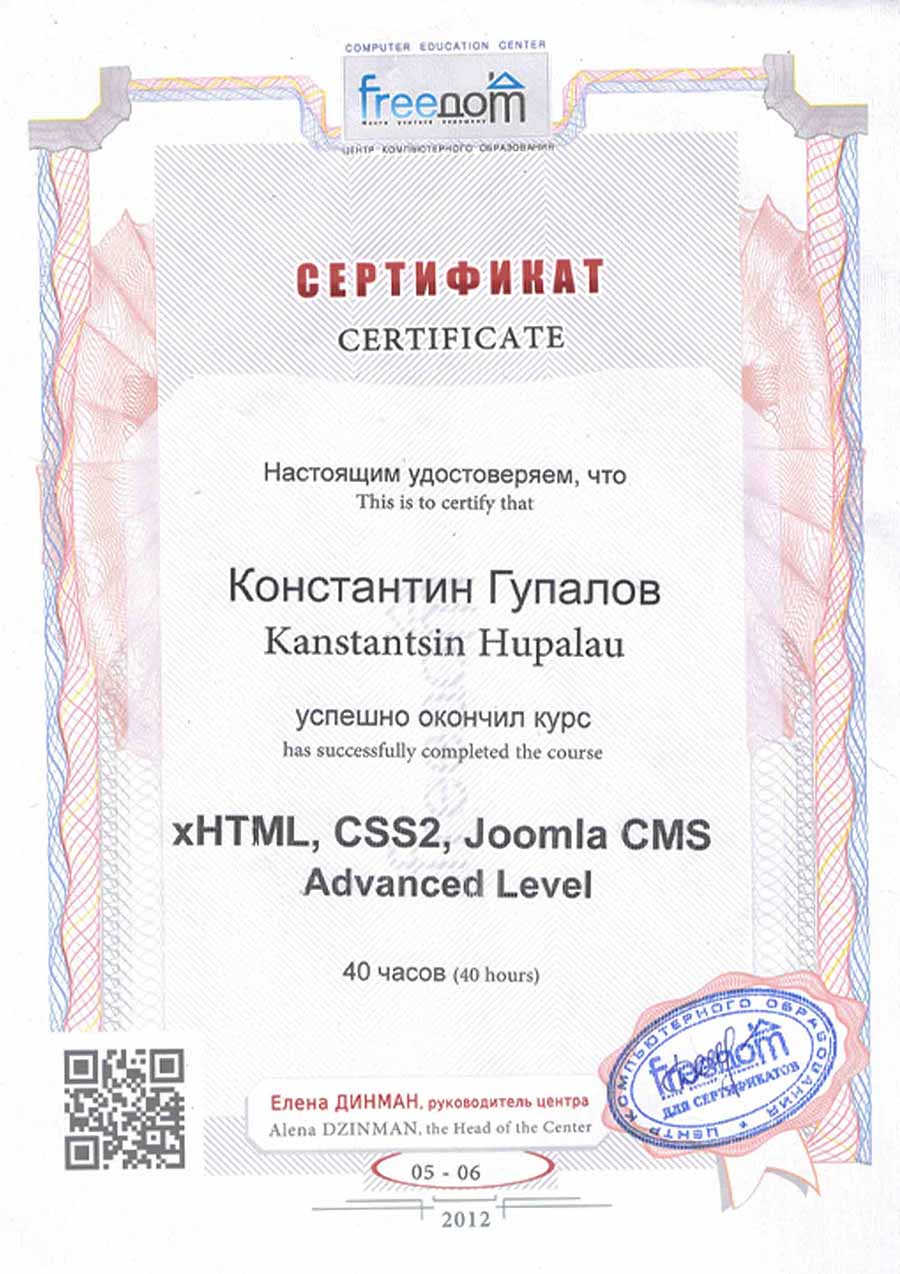 COMPUTER EDUCATION CENTER
freeдом
ЦЕНТР КОМПЬЮТЕРНОГО ОБРАЗОВАНИЯ
СЕРТИФИКАТ
CERTIFICATE
Настоящим удостоверяем, что
This is to certify that
Константин Гупалов
Kanstantsin Hupalau
успешно окончил курс
has successfully completed the course
xHTML, CSS2, Joomla CMS
Advanced Level
40 часов (40 hours)
Елена ДИНМАН, руководитель центра
Alena DZINMAN, the Head of the Center
05 - 06
2012
ЦЕНТР КОМПЬЮТЕРНОГО ОБРАЗОВАНИЯ
freeдом
ДЛЯ СЕРТИФИКАТОВ